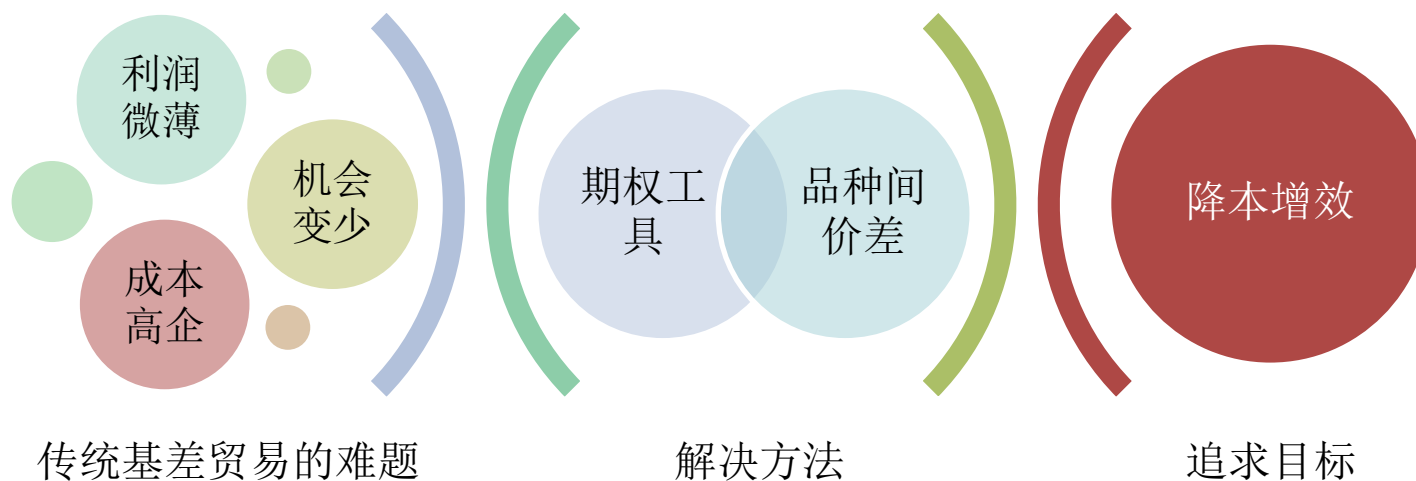 利润
微薄
机会
变少
成本
高企
传统基差贸易的难题
期权工
具
品种间
价差
解决方法
降本增效
追求目标